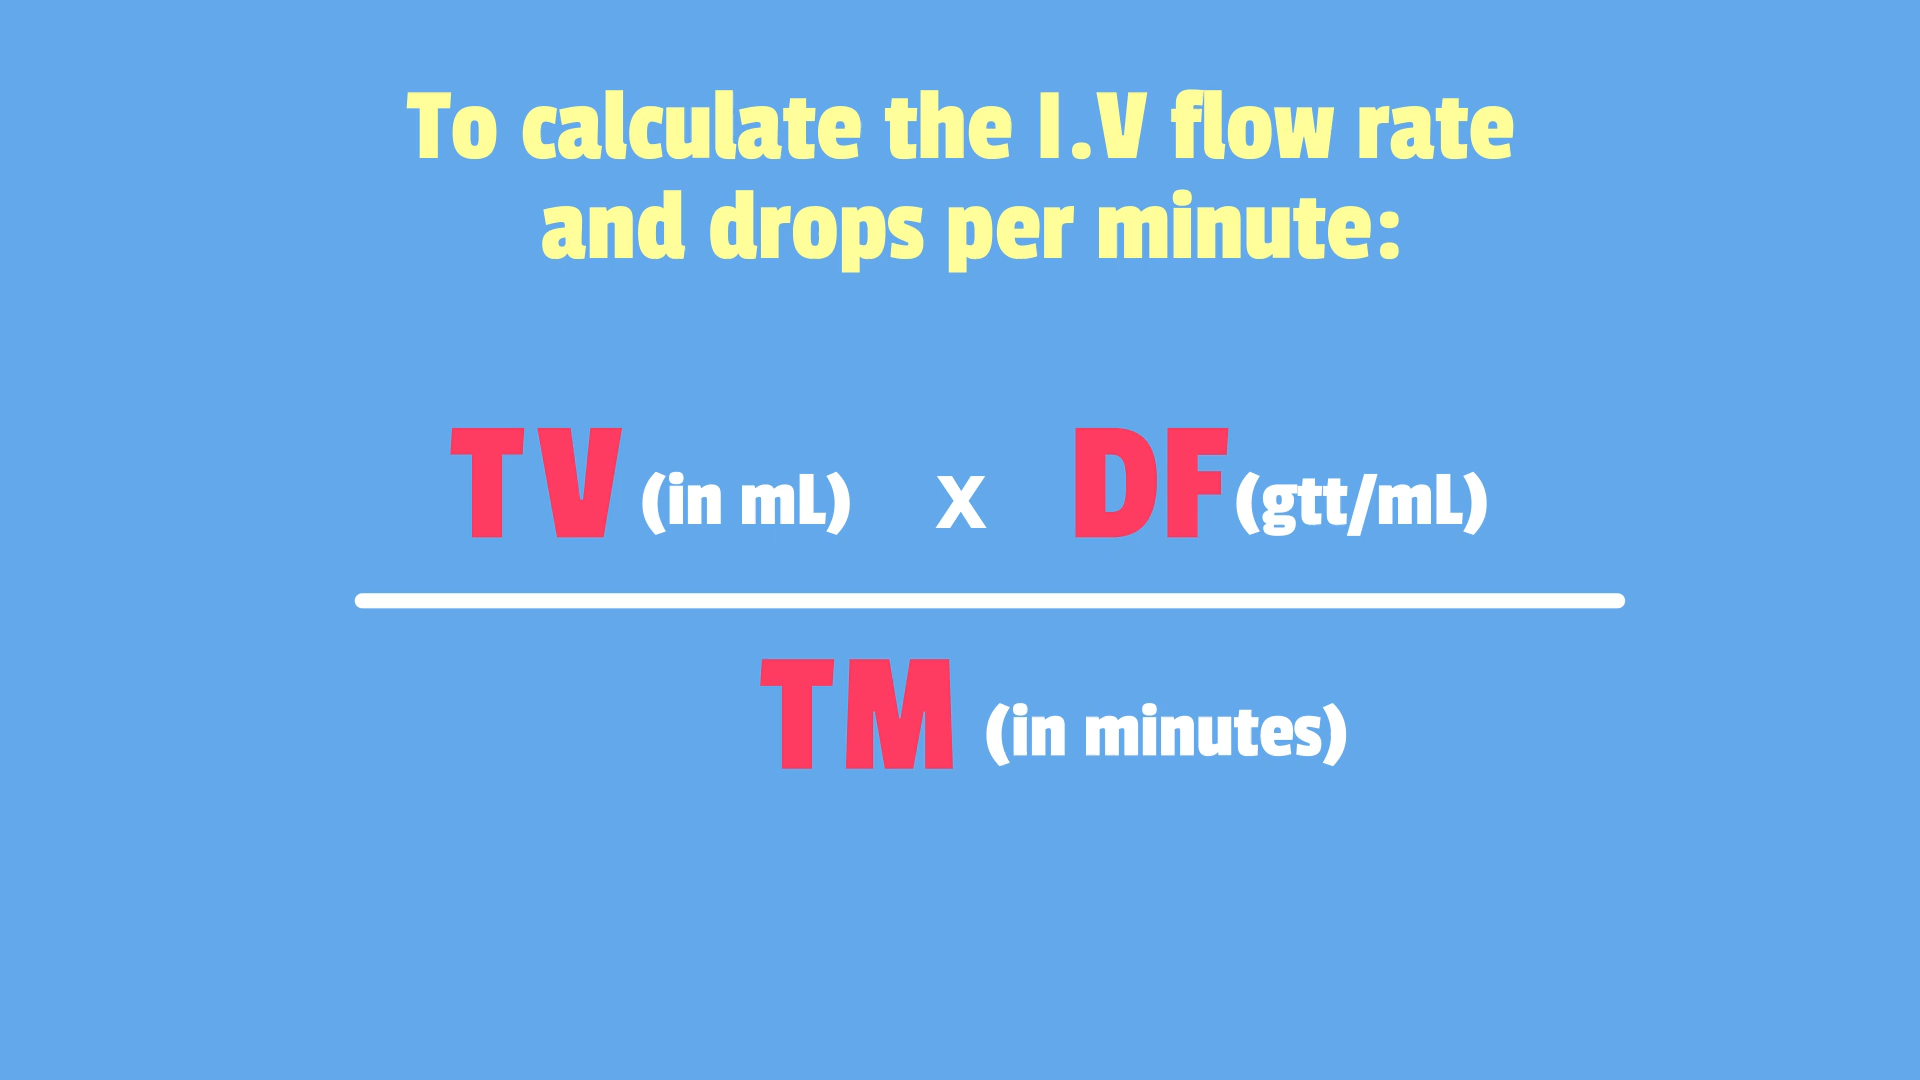 To calculate the I.V flow rate
and drops per minute:
TV (in mL) x DF (gtt/mL)
TM (in minutes)